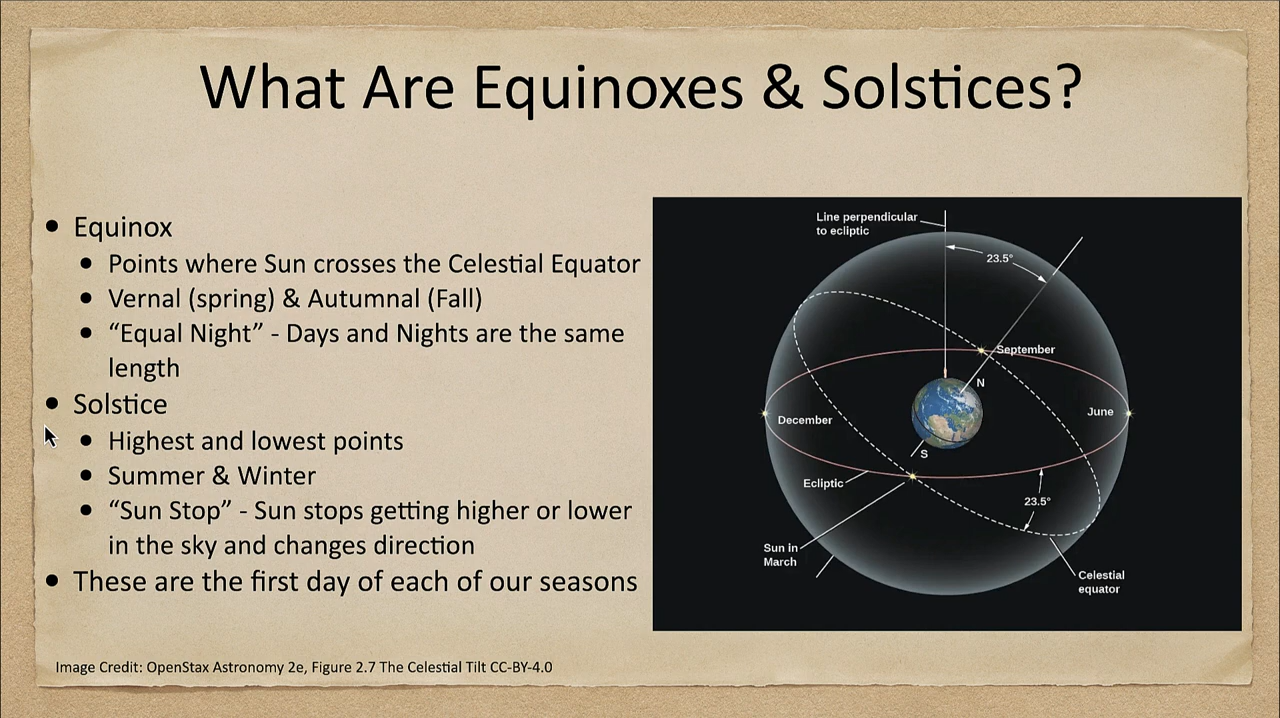 What Are Equinoxes & Solstices?
• Equinox
• Points where Sun crosses the Celestial Equator
• Vernal (spring) & Autumnal (Fall)
• “Equal Night” - Days and Nights are the same
length
• Solstice
• Highest and lowest points
• Summer & Winter
• “Sun Stop” - Sun stops getting higher or lower
in the sky and changes direction
• These are the first day of each of our seasons
Line perpendicular
to ecliptic
23.5°
September
N
December
June
S
Ecliptic
23.5°
Sun in
March
Celestial
equator
Image Credit: OpenStax Astronomy 2e, Figure 2.7 The Celestial Tilt CC-BY-4.0